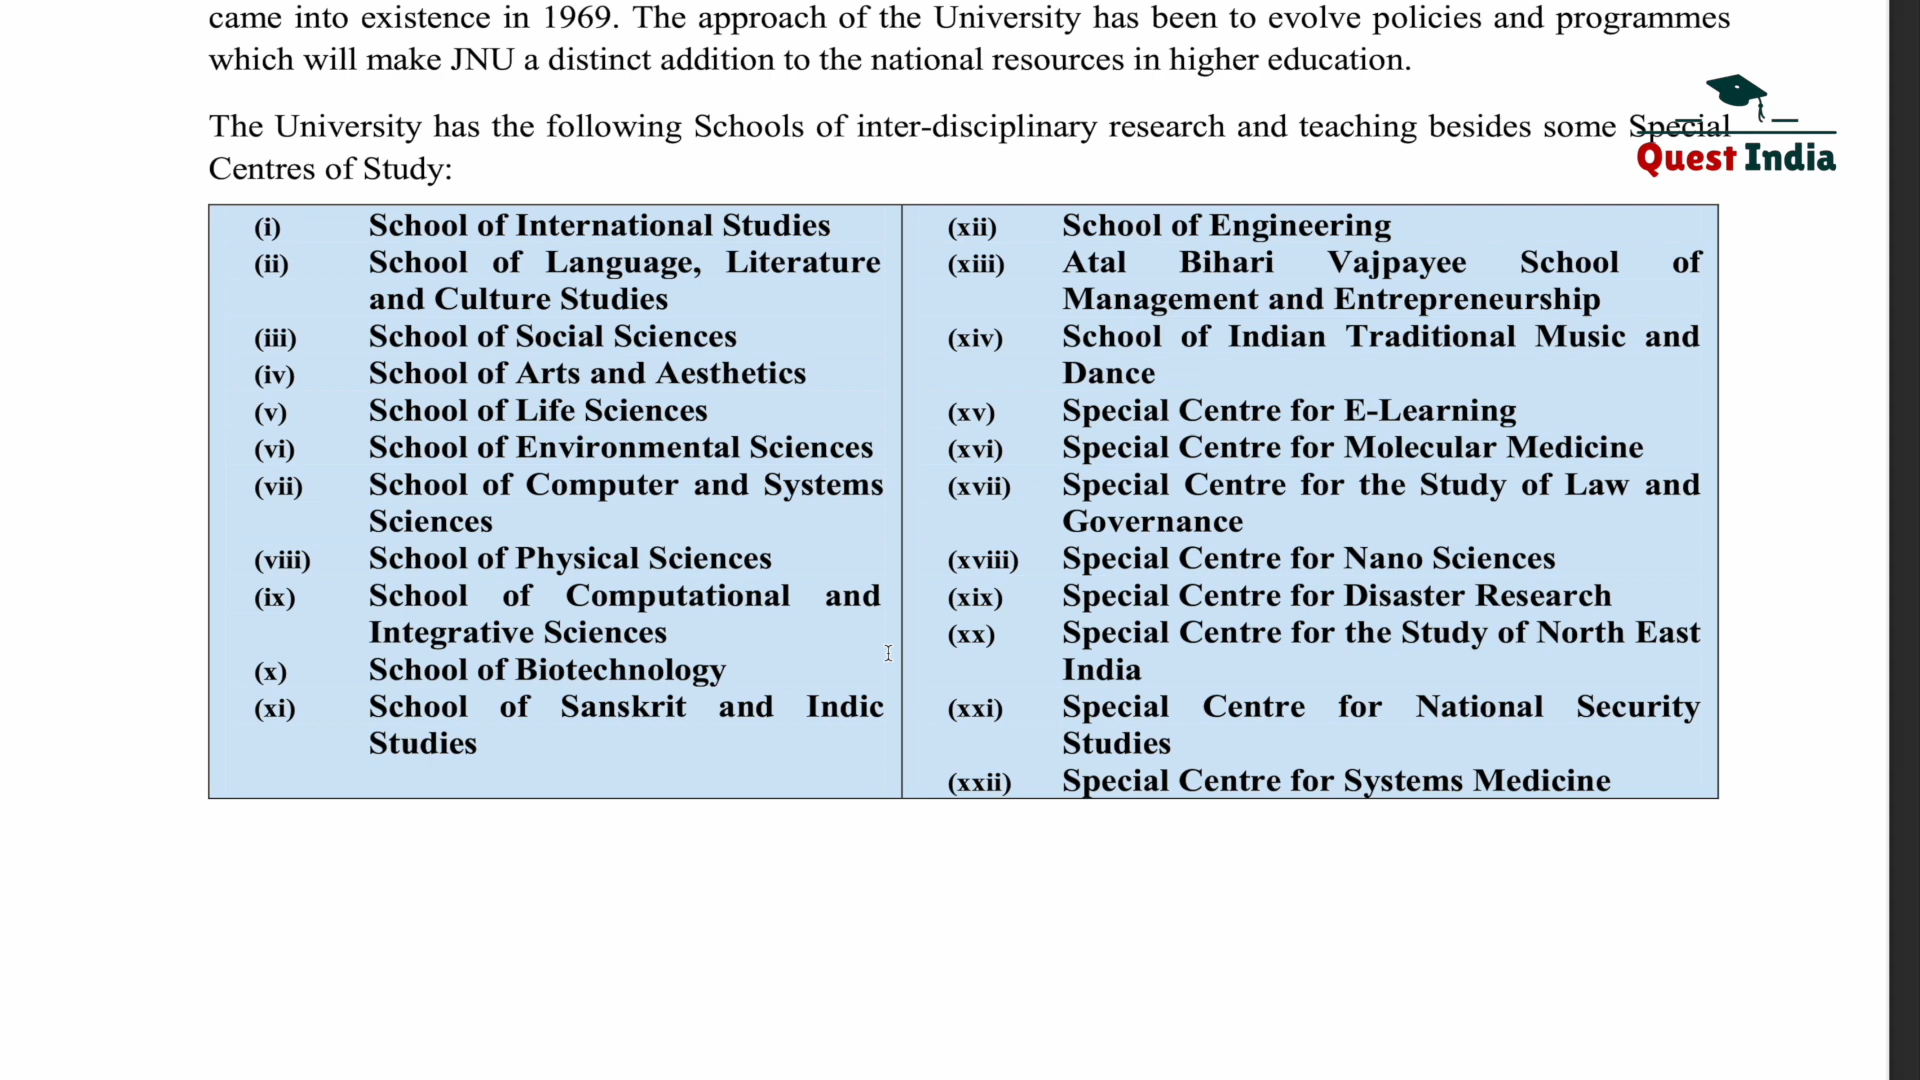 came into existence in 1969. The approach of the University has been to evolve policies and programmes
which will make JNU a distinct addition to the national resources in higher education.
The University has the following Schools of inter-disciplinary research and teaching besides some Special
Centres of Study:
Quest India
(i) School of International Studies
(ii) School of Language, Literature
and Culture Studies
(iii) School of Social Sciences
(iv) School of Arts and Aesthetics
(v) School of Life Sciences
(vi) School of Environmental Sciences
(vii) School of Computer and Systems
Sciences
(viii) School of Physical Sciences
(ix) School of Computational and
Integrative Sciences
(x) School of Biotechnology
(xi) School of Sanskrit and Indic
Studies
(xii) School of Engineering
(xiii) Atal Bihari Vajpayee School of
Management and Entrepreneurship
(xiv) School of Indian Traditional Music and
Dance
(xv) Special Centre for E-Learning
(xvi) Special Centre for Molecular Medicine
(xvii) Special Centre for the Study of Law and
Governance
(xviii) Special Centre for Nano Sciences
(xix) Special Centre for Disaster Research
(xx) Special Centre for the Study of North East
India
(xxi) Special Centre for National Security
Studies
(xxii) Special Centre for Systems Medicine